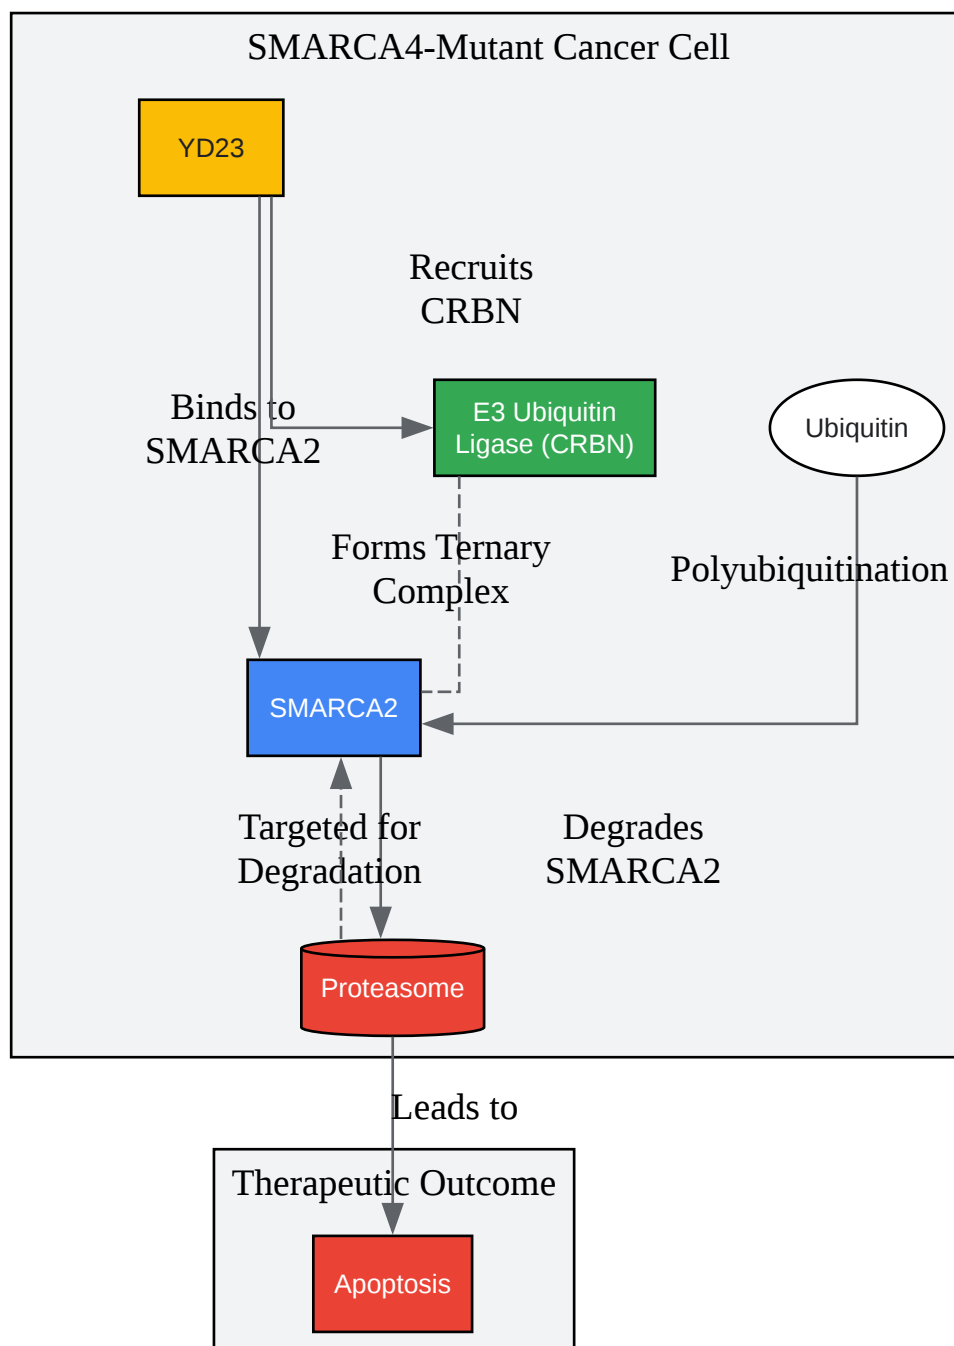 SMARCA4-Mutant Cancer Cell
YD23
Recruits
CRBN
Binds to
SMARCA2
E3 Ubiquitin
Ligase (CRBN)
Ubiquitin
Forms Ternary
Complex
Polyubiquitination
SMARCA2
Targeted for
Degradation
Degrades
SMARCA2
Proteasome
Leads to
Therapeutic Outcome
Apoptosis